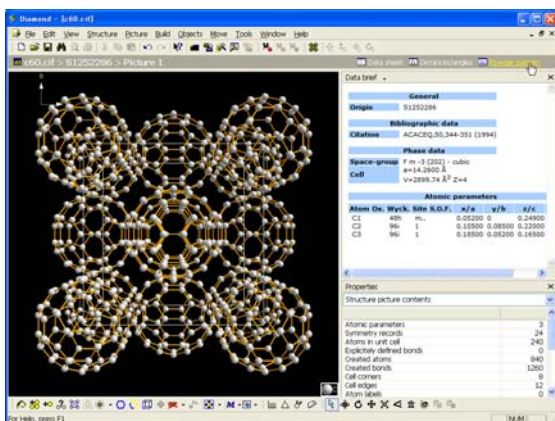 Diamond - [c60.cif]
File Edit View Structure Picture Build Objects Move Tools Window Help
c60.cif > S1252286 > Picture 1
Data sheet Distances/angles Powder pattern
Data brief
General
Origin S1252286
Bibliographic data
Citation ACACEQ,50,344-351 (1994)
Phase data
Space-group F m -3 (202) - cubic
Cell a=14.2600 Å
V=2899.74 Å³ Z=4
Atomic parameters
Atom Ox. Wyck. Site S.O.F. x/a y/b z/c
C1 48h m.. 0.05200 0 0.24900
C2 96i 1 0.10500 0.08500 0.22000
C3 96i 1 0.18500 0.05200 0.16500
Properties
Structure picture contents
Atomic parameters 3
Symmetry records 24
Atoms in unit cell 240
Explicitely defined bonds 0
Created atoms 840
Created bonds 1260
Cell corners 8
Cell edges 12
Atom labels 0
For Help, press F1
NUM